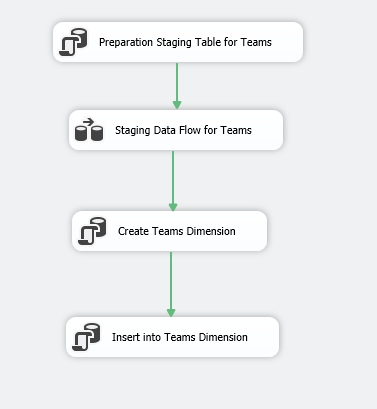 Preparation Staging Table for Teams
Staging Data Flow for Teams
Create Teams Dimension
Insert into Teams Dimension